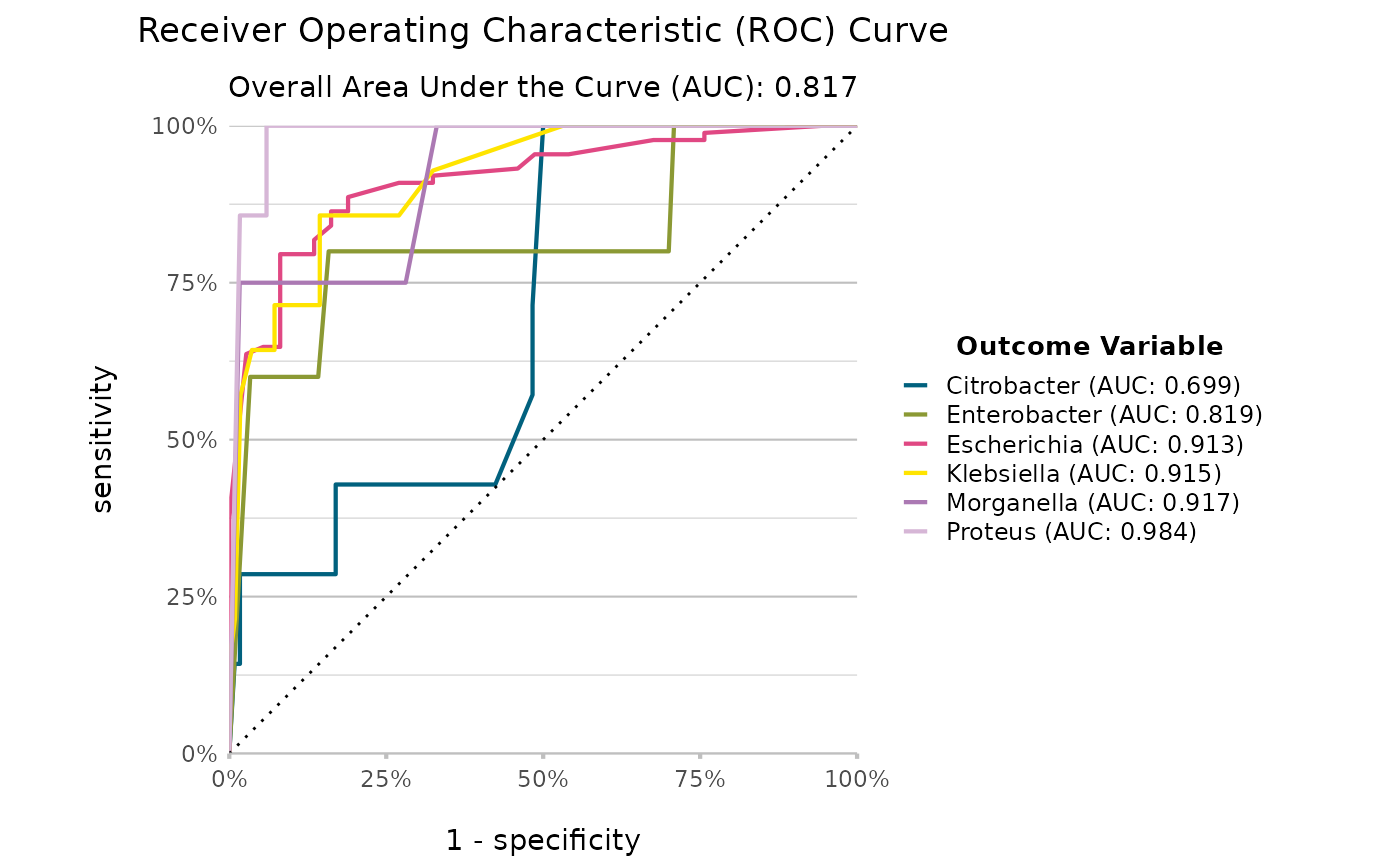 Receiver Operating Characteristic (ROC) Curve
Overall Area Under the Curve (AUC): 0.817
100%
75%
50%
25%
0%
sensitivity
0% 25% 50% 75% 100%
1 - specificity
Outcome Variable
Citrobacter (AUC: 0.699)
Enterobacter (AUC: 0.819)
Escherichia (AUC: 0.913)
Klebsiella (AUC: 0.915)
Morganella (AUC: 0.917)
Proteus (AUC: 0.984)